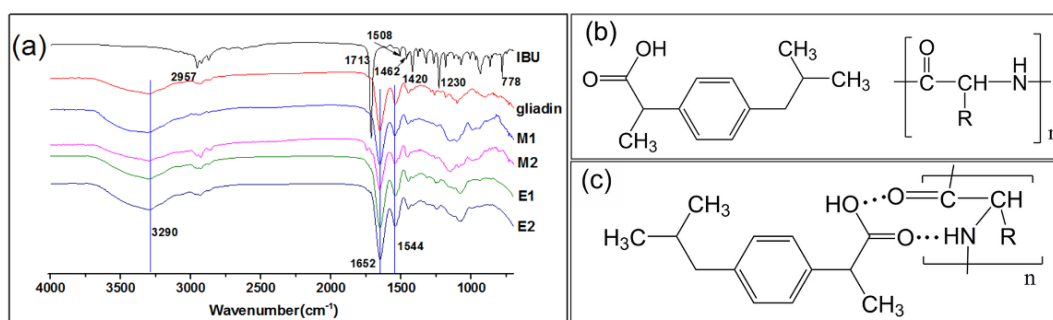 (a)
IBU
gliadin
M1
M2
E1
E2
2957
1713
1508
1462
1420
1230
778
3290
1652
1544
4000 3500 3000 2500 2000 1500 1000
Wavenumber(cm-1)
(b)
OH
O
CH3
CH3
CH3
O
C
CH
R
NH
(c)
CH3
H3C
HO
O
CH3
O
C
CH
HN
R
n